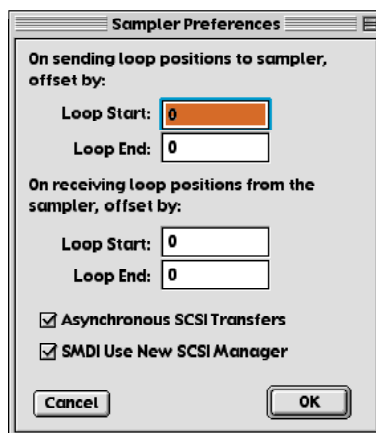 Sampler Preferences
On sending loop positions to sampler,
offset by:
Loop Start: 0
Loop End: 0
On receiving loop positions from the
sampler, offset by:
Loop Start: 0
Loop End: 0
Asynchronous SCSI Transfers
SMDI Use New SCSI Manager
Cancel OK